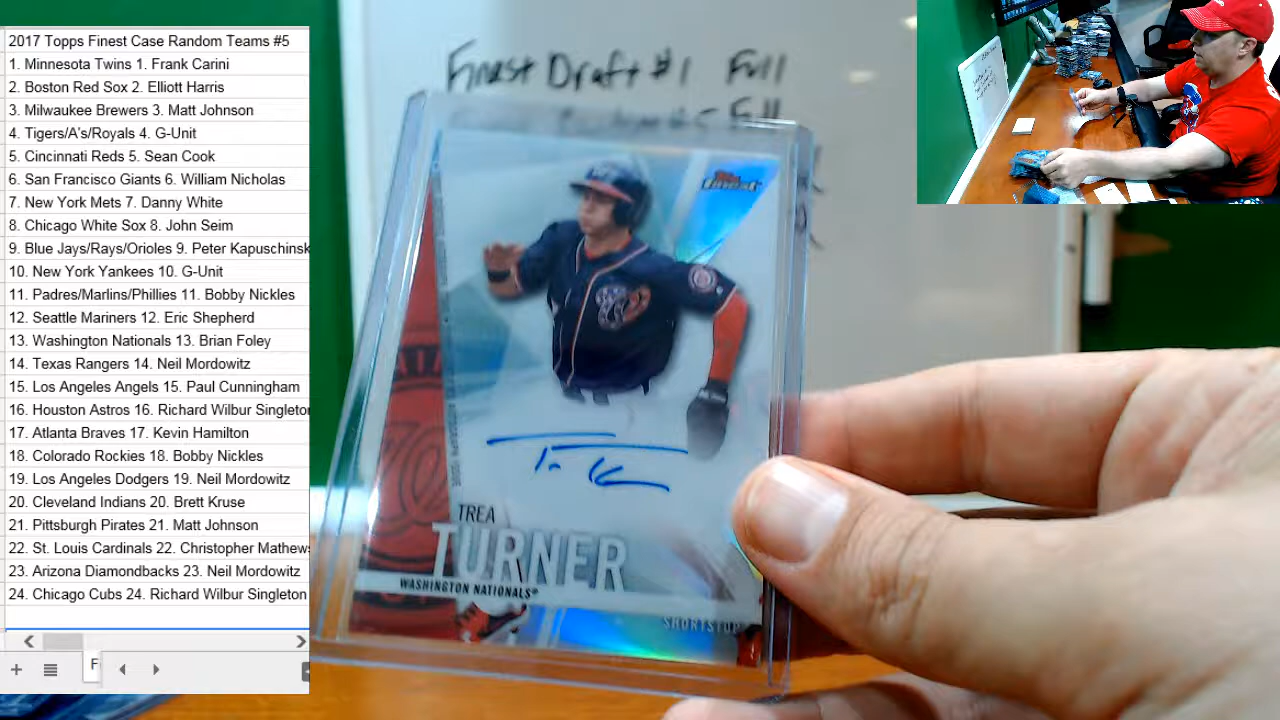 2017 Topps Finest Case Random Teams #5
1. Minnesota Twins 1. Frank Carini
2. Boston Red Sox 2. Elliott Harris
3. Milwaukee Brewers 3. Matt Johnson
4. Tigers/A's/Royals 4. G-Unit
5. Cincinnati Reds 5. Sean Cook
6. San Francisco Giants 6. William Nicholas
7. New York Mets 7. Danny White
8. Chicago White Sox 8. John Seim
9. Blue Jays/Rays/Orioles 9. Peter Kapuschinsk
10. New York Yankees 10. G-Unit
11. Padres/Marlins/Phillies 11. Bobby Nickles
12. Seattle Mariners 12. Eric Shepherd
13. Washington Nationals 13. Brian Foley
14. Texas Rangers 14. Neil Mordowitz
15. Los Angeles Angels 15. Paul Cunningham
16. Houston Astros 16. Richard Wilbur Singleton
17. Atlanta Braves 17. Kevin Hamilton
18. Colorado Rockies 18. Bobby Nickles
19. Los Angeles Dodgers 19. Neil Mordowitz
20. Cleveland Indians 20. Brett Kruse
21. Pittsburgh Pirates 21. Matt Johnson
22. St. Louis Cardinals 22. Christopher Mathews
23. Arizona Diamondbacks 23. Neil Mordowitz
24. Chicago Cubs 24. Richard Wilbur Singleton
F
Finest Draft #1 Full
Full
Topps
Finest
TREA
TURNER
WASHINGTON NATIONALS
SHORTSTOP